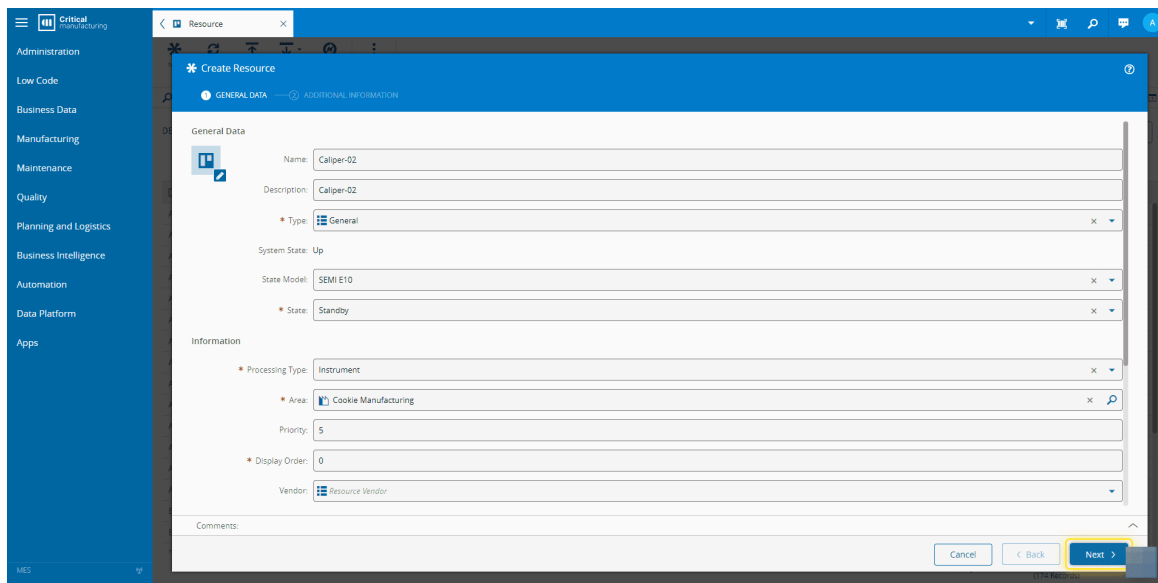 Critical
manufacturing
Resource
A
Administration
Low Code
Business Data
Manufacturing
Maintenance
Quality
Planning and Logistics
Business Intelligence
Automation
Data Platform
Apps
MES
Create Resource
1 GENERAL DATA 2 ADDITIONAL INFORMATION
General Data
Name: Caliper-02
Description: Caliper-02
* Type: General
System State: Up
State Model: SEMI E10
* State: Standby
Information
* Processing Type: Instrument
* Area: Cookie Manufacturing
Priority: 5
* Display Order: 0
Vendor: Resource Vendor
Comments:
Cancel
< Back
Next >
(174 Records)